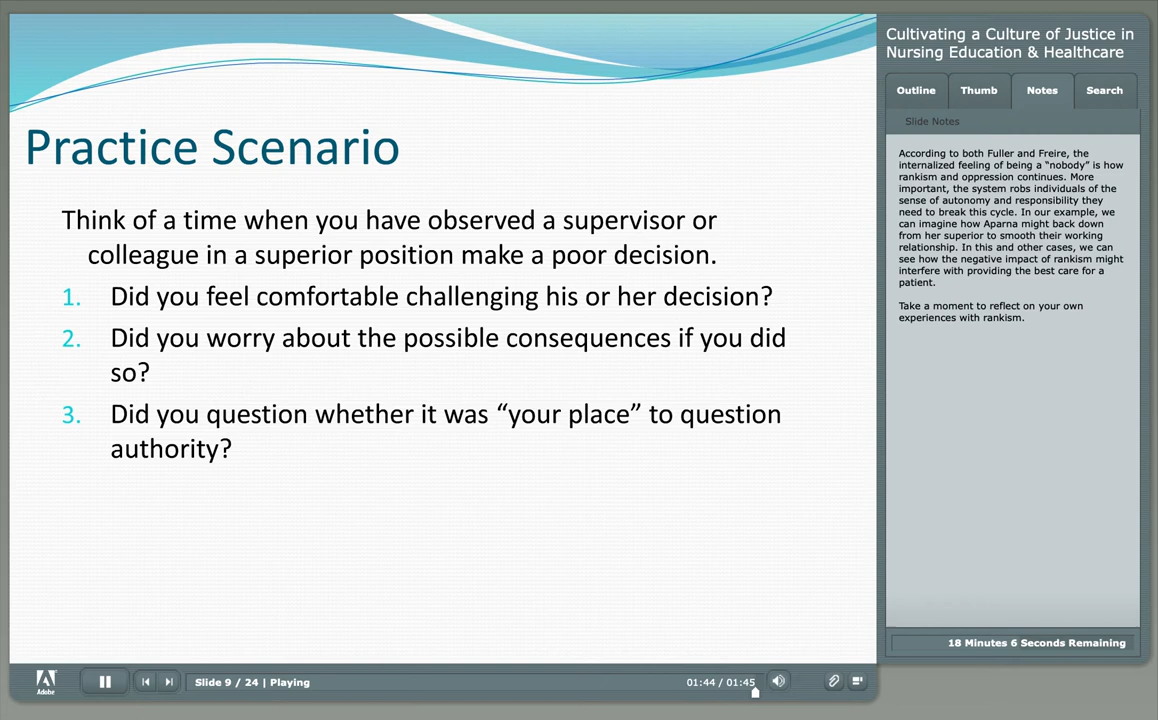 Practice Scenario
Think of a time when you have observed a supervisor or
colleague in a superior position make a poor decision.
1. Did you feel comfortable challenging his or her decision?
2. Did you worry about the possible consequences if you did
so?
3. Did you question whether it was “your place” to question
authority?
Cultivating a Culture of Justice in
Nursing Education & Healthcare
Outline Thumb Notes Search
Slide Notes
According to both Fuller and Freire, the
internalized feeling of being a “nobody” is how
rankism and oppression continues. More
important, the system robs individuals of the
sense of autonomy and responsibility they
need to break this cycle. In our example, we
can imagine how Aparna might back down
from her superior to smooth their working
relationship. In this and other cases, we can
see how the negative impact of rankism might
interfere with providing the best care for a
patient.
Take a moment to reflect on your own
experiences with rankism.
18 Minutes 6 Seconds Remaining
Adobe
Slide 9 / 24 | Playing
01:44 / 01:45